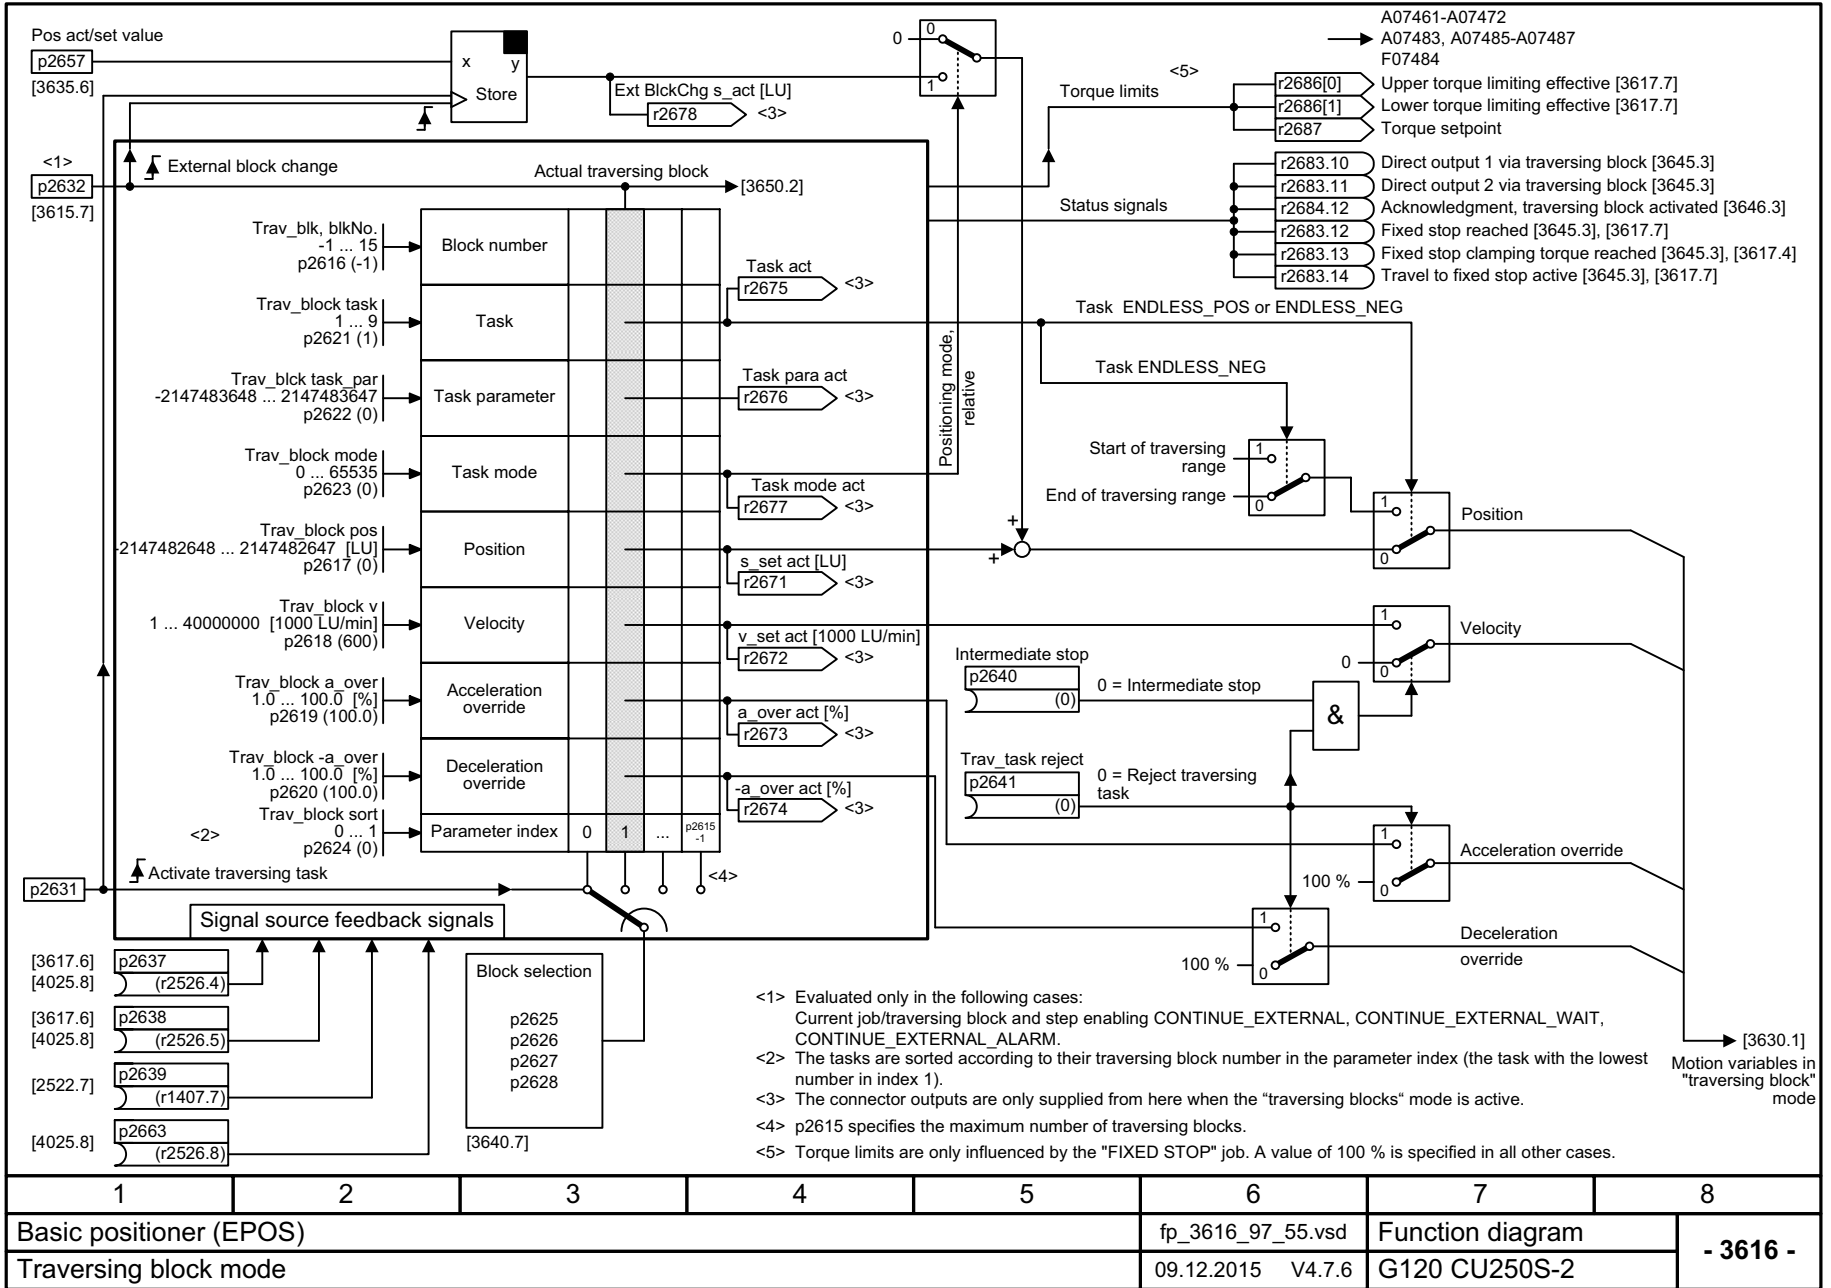 Pos act/set value
p2657
[3635.6]
x
y
Store
Ext BlckChg s_act [LU]
r2678
<3>
0
0
1
A07461-A07472
A07483, A07485-A07487
F07484
Torque limits
<5>
r2686[0]
Upper torque limiting effective [3617.7]
r2686[1]
Lower torque limiting effective [3617.7]
r2687
Torque setpoint
<1>
p2632
[3615.7]
External block change
Actual traversing block
[3650.2]
Status signals
r2683.10
Direct output 1 via traversing block [3645.3]
r2683.11
Direct output 2 via traversing block [3645.3]
r2684.12
Acknowledgment, traversing block activated [3646.3]
r2683.12
Fixed stop reached [3645.3], [3617.7]
r2683.13
Fixed stop clamping torque reached [3645.3], [3617.4]
r2683.14
Travel to fixed stop active [3645.3], [3617.7]
Trav_blk, blkNo.
-1 ... 15
p2616 (-1)
Block number
Trav_block task
1 ... 9
p2621 (1)
Task
Task act
r2675
<3>
Task ENDLESS_POS or ENDLESS_NEG
Task ENDLESS_NEG
Trav_blck task_par
-2147483648 ... 2147483647
p2622 (0)
Task parameter
Task para act
r2676
<3>
Positioning mode,
relative
Trav_block mode
0 ... 65535
p2623 (0)
Task mode
Task mode act
r2677
<3>
Start of traversing
range
End of traversing range
1
0
1
0
Position
Trav_block pos
-2147482648 ... 2147482647 [LU]
p2617 (0)
Position
s_set act [LU]
r2671
<3>
+
+
Trav_block v
1 ... 40000000 [1000 LU/min]
p2618 (600)
Velocity
v_set act [1000 LU/min]
r2672
<3>
1
0
0
Velocity
Intermediate stop
p2640
(0)
0 = Intermediate stop
&
Trav_block a_over
1.0 ... 100.0 [%]
p2619 (100.0)
Acceleration
override
a_over act [%]
r2673
<3>
Trav_block -a_over
1.0 ... 100.0 [%]
p2620 (100.0)
Deceleration
override
-a_over act [%]
r2674
<3>
Trav_task reject
p2641
(0)
0 = Reject traversing
task
Trav_block sort
0 ... 1
p2624 (0)
<2>
Parameter index
0
1
...
p2615
-1
<4>
1
100 %
0
Acceleration override
p2631
Activate traversing task
Signal source feedback signals
1
100 %
0
Deceleration
override
[3617.6]
[4025.8]
p2637
(r2526.4)
[3617.6]
[4025.8]
p2638
(r2526.5)
[2522.7]
p2639
(r1407.7)
[4025.8]
p2663
(r2526.8)
Block selection
p2625
p2626
p2627
p2628
[3640.7]
<1> Evaluated only in the following cases:
Current job/traversing block and step enabling CONTINUE_EXTERNAL, CONTINUE_EXTERNAL_WAIT,
CONTINUE_EXTERNAL_ALARM.
<2> The tasks are sorted according to their traversing block number in the parameter index (the task with the lowest
number in index 1).
<3> The connector outputs are only supplied from here when the “traversing blocks“ mode is active.
<4> p2615 specifies the maximum number of traversing blocks.
<5> Torque limits are only influenced by the "FIXED STOP" job. A value of 100 % is specified in all other cases.
[3630.1]
Motion variables in
"traversing block"
mode
1 2 3 4 5 6 7 8
Basic positioner (EPOS)
fp_3616_97_55.vsd
Function diagram
- 3616 -
Traversing block mode
09.12.2015 V4.7.6
G120 CU250S-2